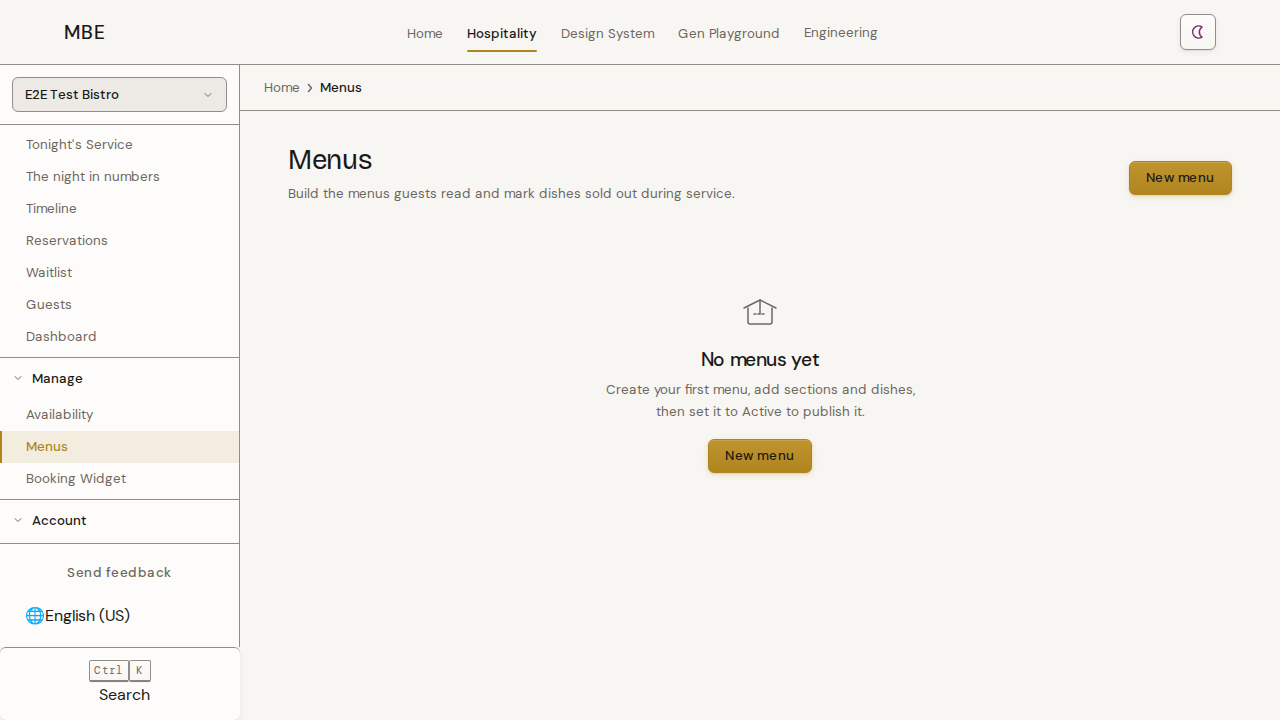 MBE
Home
Hospitality
Design System
Gen Playground
Engineering
E2E Test Bistro
Tonight's Service
The night in numbers
Timeline
Reservations
Waitlist
Guests
Dashboard
Manage
Availability
Menus
Booking Widget
Account
Send feedback
English (US)
Ctrl K
Search
Home > Menus
Menus
Build the menus guests read and mark dishes sold out during service.
New menu
No menus yet
Create your first menu, add sections and dishes,
then set it to Active to publish it.
New menu